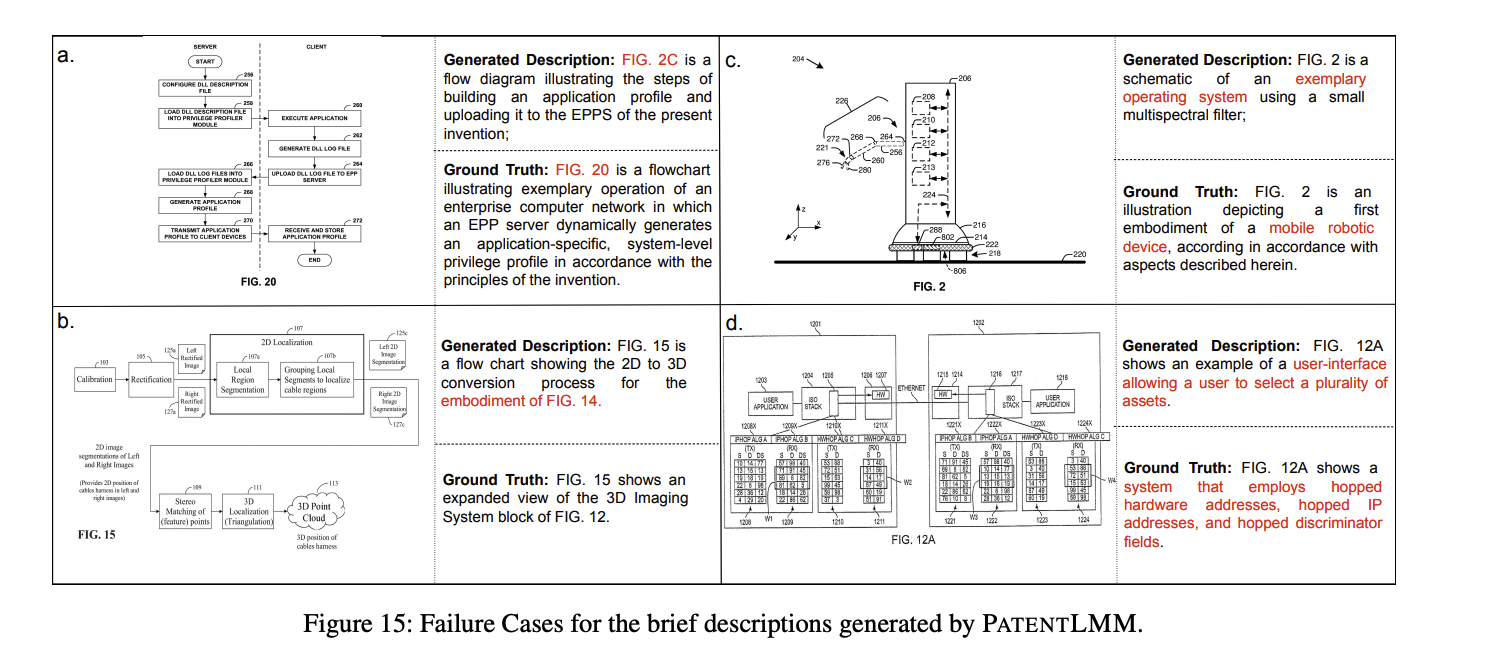 a.
SERVER CLIENT
START
256
CONFIGURE DLL DESCRIPTION
FILE
258
LOAD DLL DESCRIPTION FILE
INTO PRIVILEGE PROFILER
MODULE
260
EXECUTE APPLICATION
262
GENERATE DLL LOG FILE
266
LOAD DLL LOG FILES INTO
PRIVILEGE PROFILER MODULE
264
UPLOAD DLL LOG FILE TO EPP
SERVER
268
GENERATE APPLICATION
PROFILE
270
TRANSMIT APPLICATION
PROFILE TO CLIENT DEVICES
272
RECEIVE AND STORE
APPLICATION PROFILE
END
FIG. 20
Generated Description: FIG. 2C is a
flow diagram illustrating the steps of
building an application profile and
uploading it to the EPPS of the present
invention;
Ground Truth: FIG. 20 is a flowchart
illustrating exemplary operation of an
enterprise computer network in which
an EPP server dynamically generates
an application-specific, system-level
privilege profile in accordance with the
principles of the invention.
c.
204
206
226
208
206
210
272
268
264
221
212
256
276
260
280
213
224
z
x
y
288
216
802
214
222
218
220
806
FIG. 2
Generated Description: FIG. 2 is a
schematic of an exemplary
operating system using a small
multispectral filter;
Ground Truth: FIG. 2 is an
illustration depicting a first
embodiment of a mobile robotic
device, according in accordance with
aspects described herein.
b.
107
125c
2D Localization
103
Calibration
105
Rectification
125a
Left
Rectified
Image
Right
Rectified
Image
127a
107a
Local
Region
Segmentation
107b
Grouping Local
Segments to localize
cable regions
Left 2D
Image
Segmentation
Right 2D
Image
Segmentation
127c
2D image
segmentations of Left
and Right Images
(Provides 2D position of
cables harness in left and
right images)
109
Stereo
Matching of
(feature) points
111
3D
Localization
(Triangulation)
113
3D Point
Cloud
3D position of
cables harness
FIG. 15
Generated Description: FIG. 15 is
a flow chart showing the 2D to 3D
conversion process for the
embodiment of FIG. 14.
Ground Truth: FIG. 15 shows an
expanded view of the 3D Imaging
System block of FIG. 12.
d.
1201 1202
1203
USER
APPLICATION
1204 1205
ISO
STACK
1206 1207
HW
ETHERNET
1215 1214
HW
1216 1217
ISO
STACK
1218
USER
APPLICATION
1208X 1209X 1210X 1211X
IPHOP ALG A IPHOP ALG B HWHOP ALG C HWHOP ALG D
(TX) (RX) (TX) (RX)
S D DS S D DS S D S D
W1
W2
1208 1209 1210 1211
1221X 1222X 1223X 1224X
IPHOP ALG B IPHOP ALG A HWHOP ALG D HWHOP ALG C
(TX) (RX) (TX) (RX)
S D DS S D DS S D S D
W3
W4
1221 1222 1223 1224
FIG. 12A
Generated Description: FIG. 12A
shows an example of a user-interface
allowing a user to select a plurality of
assets.
Ground Truth: FIG. 12A shows a
system that employs hopped
hardware addresses, hopped IP
addresses, and hopped discriminator
fields.
Figure 15: Failure Cases for the brief descriptions generated by PATENTLMM.